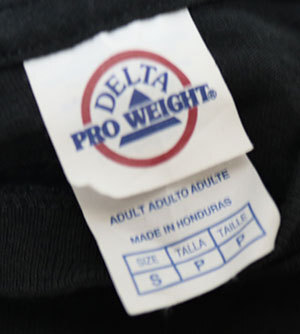 DELTA
PRO WEIGHT®
ADULT ADULTO ADULTE
MADE IN HONDURAS
SIZE TALLA TAILLE
S P P